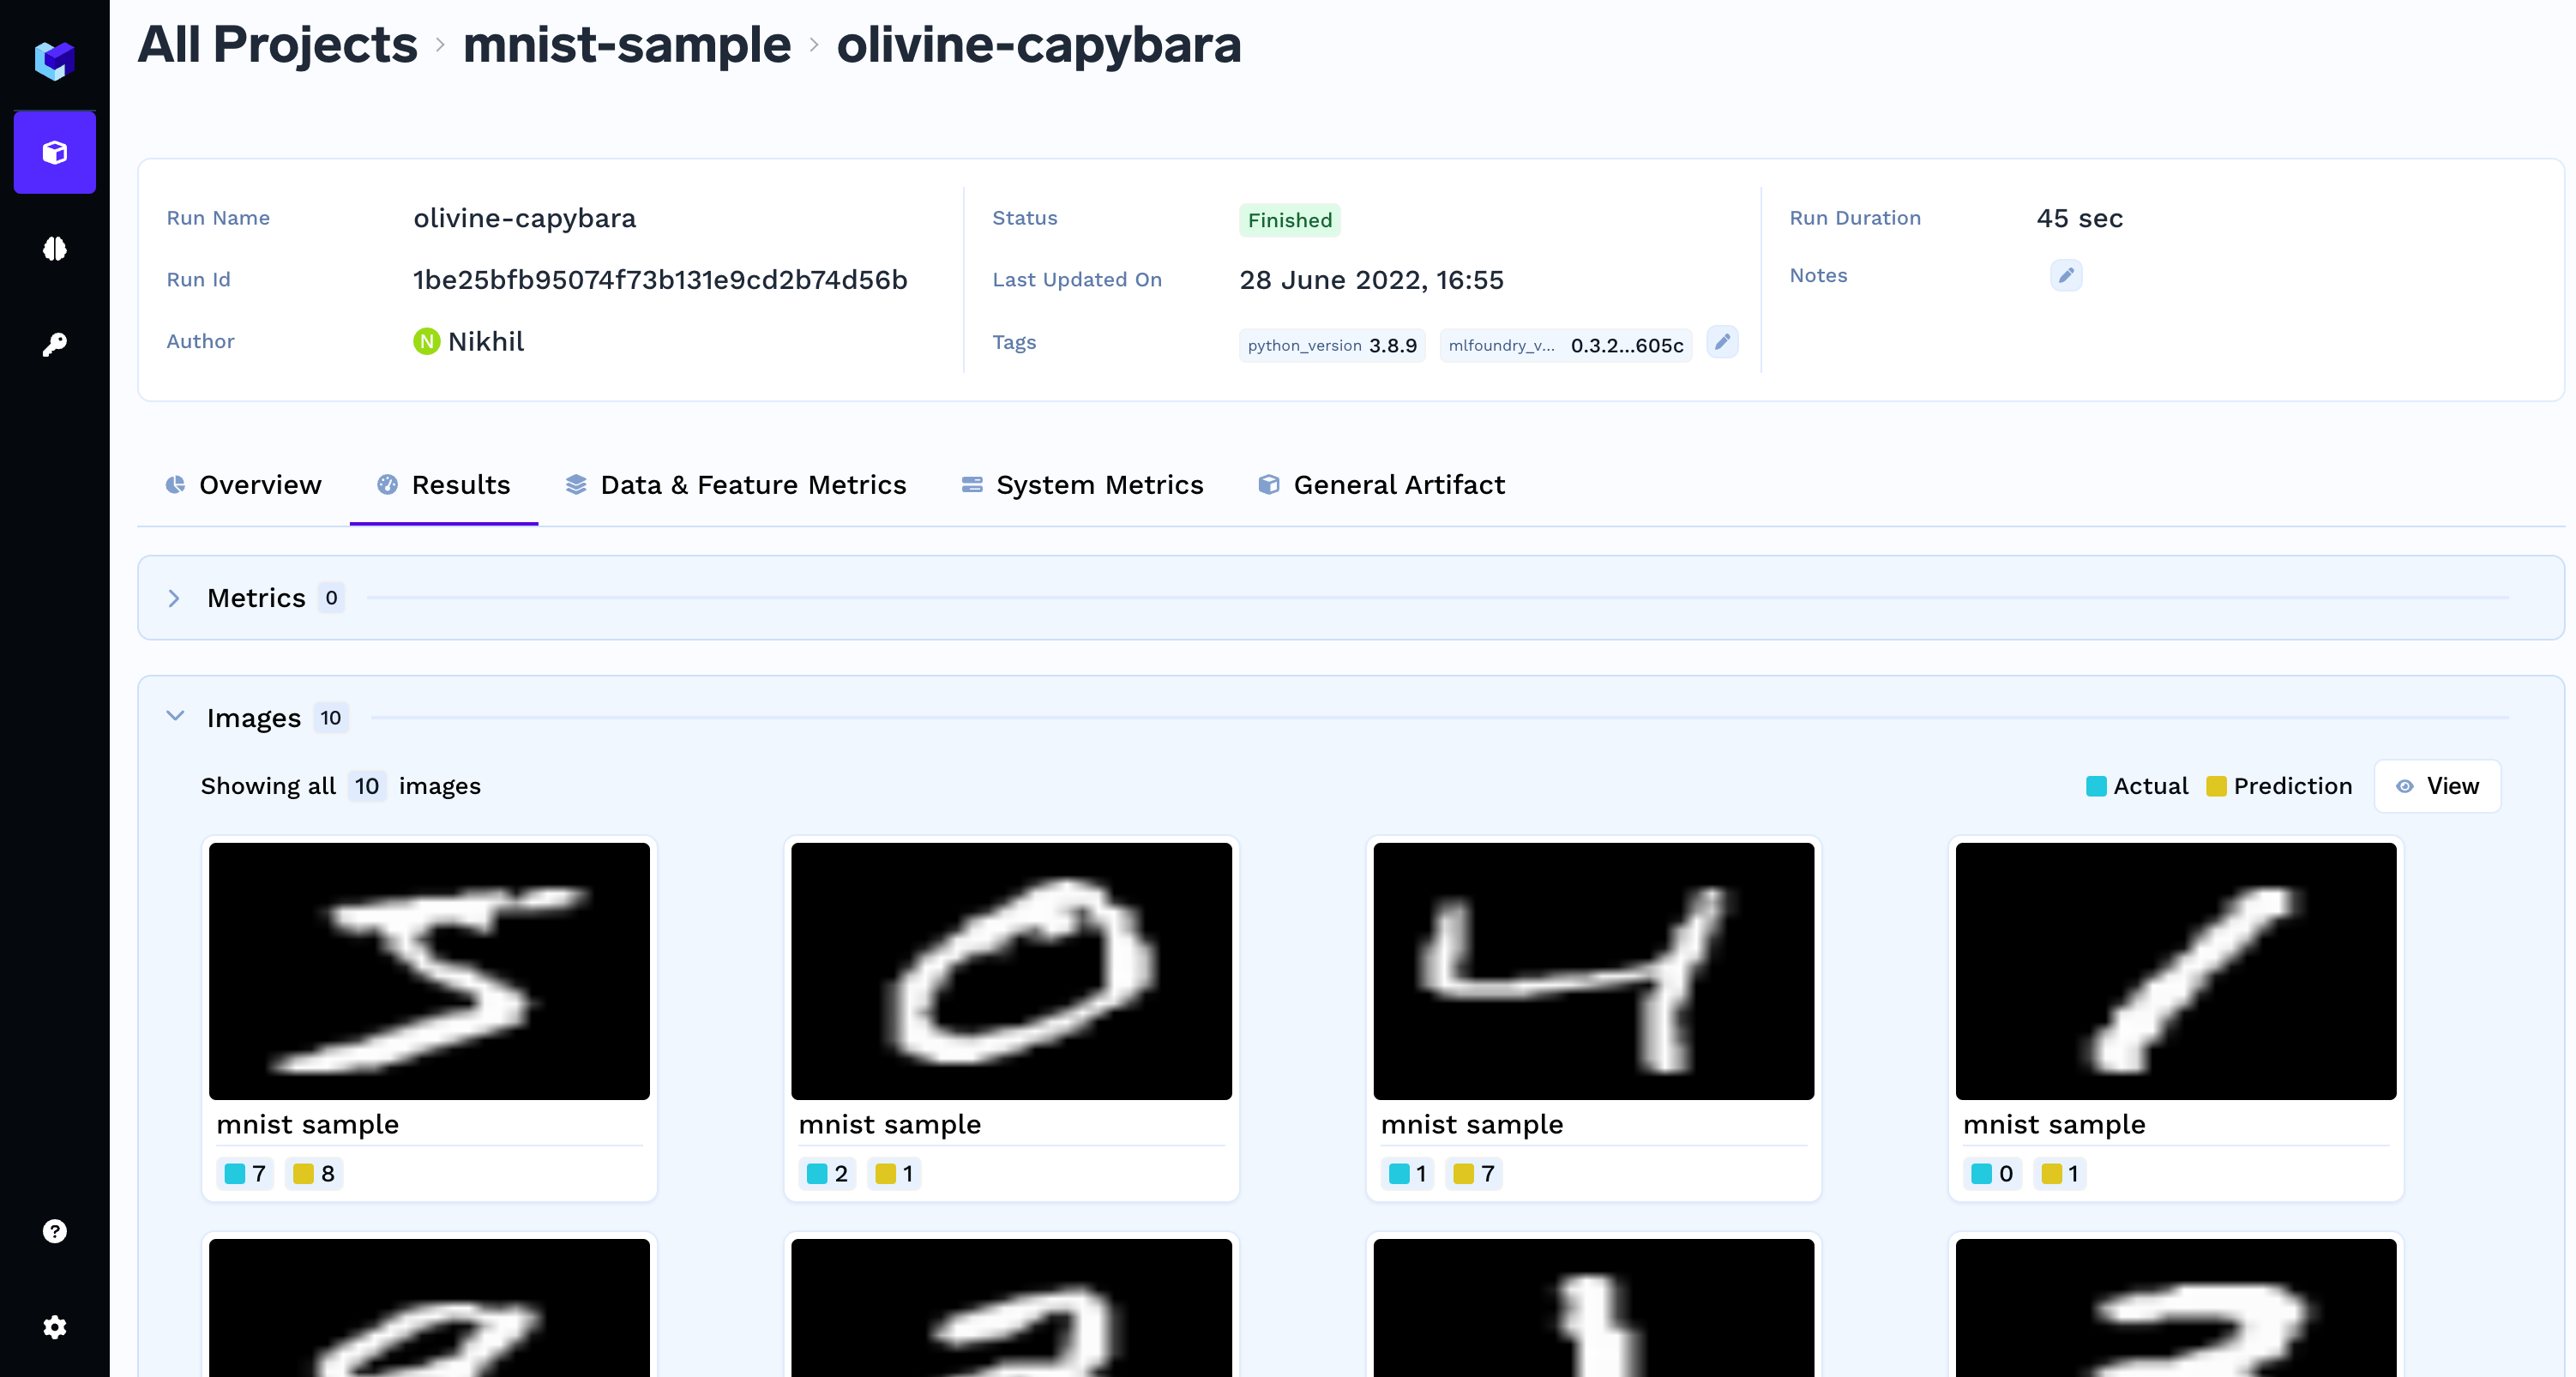 All Projects > mnist-sample > olivine-capybara
Run Name olivine-capybara
Run Id 1be25bfb95074f73b131e9cd2b74d56b
Author N Nikhil
Status Finished
Last Updated On 28 June 2022, 16:55
Tags python_version 3.8.9 mlfoundry_v... 0.3.2...605c
Run Duration 45 sec
Notes
Overview Results Data & Feature Metrics System Metrics General Artifact
Metrics 0
Images 10
Showing all 10 images Actual Prediction View
5 0 4 1
mnist sample mnist sample mnist sample mnist sample
7 8 2 1 1 7 0 1
?